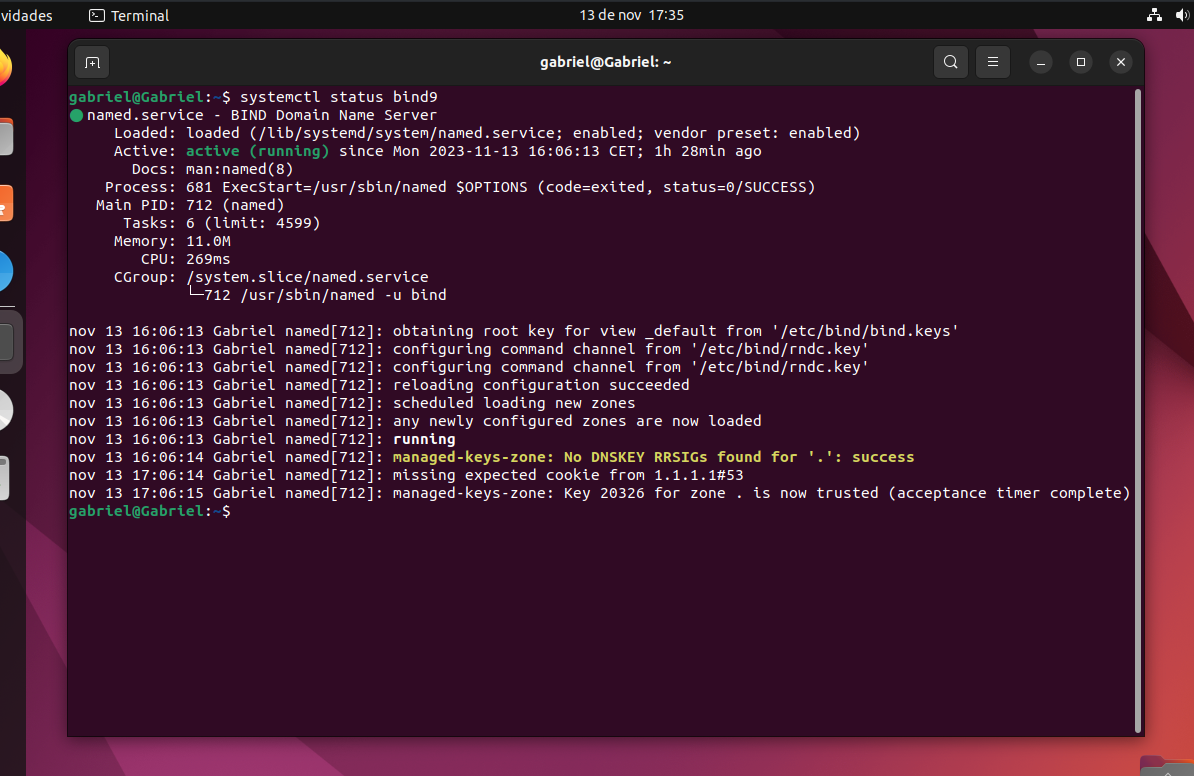 vidades
Terminal
13 de nov 17:35
gabriel@Gabriel: ~
gabriel@Gabriel:~$ systemctl status bind9
named.service - BIND Domain Name Server
Loaded: loaded (/lib/systemd/system/named.service; enabled; vendor preset: enabled)
Active: active (running) since Mon 2023-11-13 16:06:13 CET; 1h 28min ago
Docs: man:named(8)
Process: 681 ExecStart=/usr/sbin/named $OPTIONS (code=exited, status=0/SUCCESS)
Main PID: 712 (named)
Tasks: 6 (limit: 4599)
Memory: 11.0M
CPU: 269ms
CGroup: /system.slice/named.service
└─712 /usr/sbin/named -u bind
nov 13 16:06:13 Gabriel named[712]: obtaining root key for view _default from '/etc/bind/bind.keys'
nov 13 16:06:13 Gabriel named[712]: configuring command channel from '/etc/bind/rndc.key'
nov 13 16:06:13 Gabriel named[712]: configuring command channel from '/etc/bind/rndc.key'
nov 13 16:06:13 Gabriel named[712]: reloading configuration succeeded
nov 13 16:06:13 Gabriel named[712]: scheduled loading new zones
nov 13 16:06:13 Gabriel named[712]: any newly configured zones are now loaded
nov 13 16:06:13 Gabriel named[712]: running
nov 13 16:06:14 Gabriel named[712]: managed-keys-zone: No DNSKEY RRSIGs found for '.': success
nov 13 17:06:14 Gabriel named[712]: missing expected cookie from 1.1.1.1#53
nov 13 17:06:15 Gabriel named[712]: managed-keys-zone: Key 20326 for zone . is now trusted (acceptance timer complete)
gabriel@Gabriel:~$